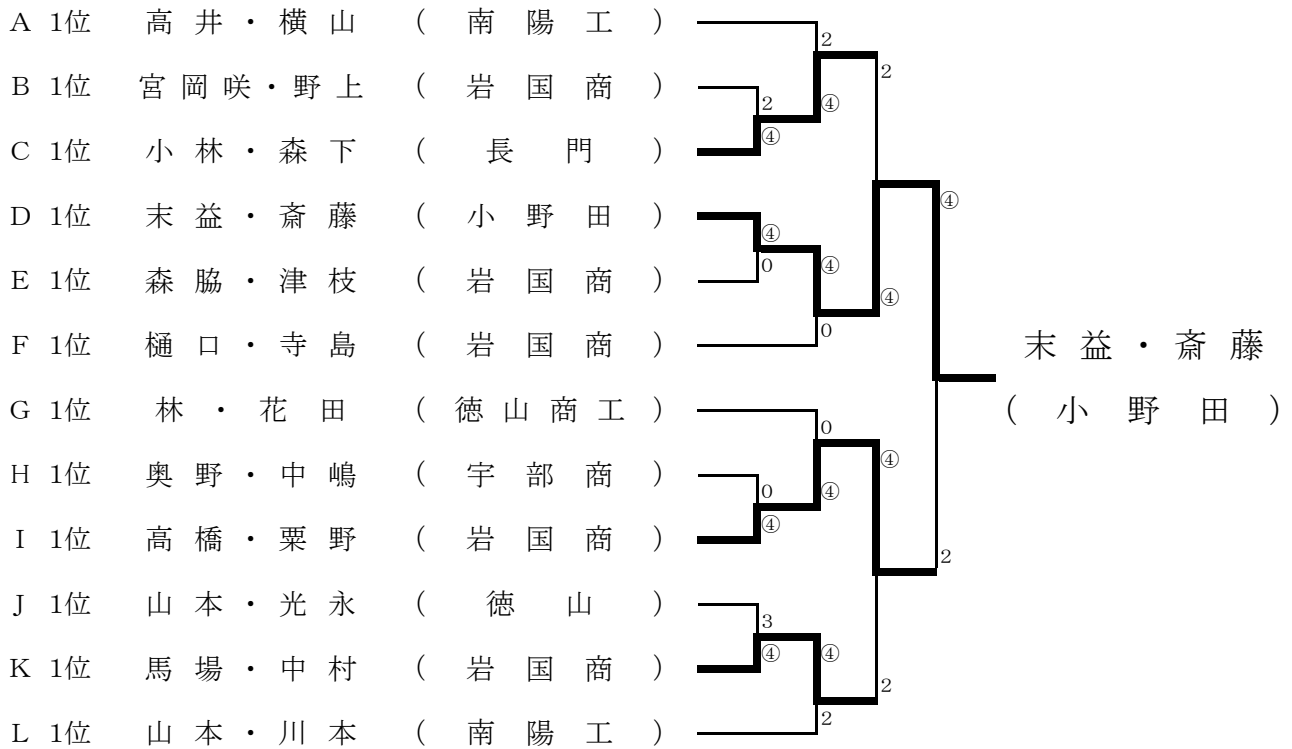 A 1位 高井・横山 （ 南陽工 ）
2
2
B 1位 宮岡咲・野上 （ 岩国商 ）
2
④
④
C 1位 小林・森下 （ 長門 ）
④
D 1位 末益・斎藤 （ 小野田 ）
④
0
④
E 1位 森脇・津枝 （ 岩国商 ）
④
0
F 1位 樋口・寺島 （ 岩国商 ）
末益・斎藤
（ 小野田 ）
G 1位 林・花田 （ 徳山商工 ）
0
④
H 1位 奥野・中嶋 （ 宇部商 ）
0
④
④
I 1位 高橋・粟野 （ 岩国商 ）
2
J 1位 山本・光永 （ 徳山 ）
3
④
④
K 1位 馬場・中村 （ 岩国商 ）
2
2
L 1位 山本・川本 （ 南陽工 ）